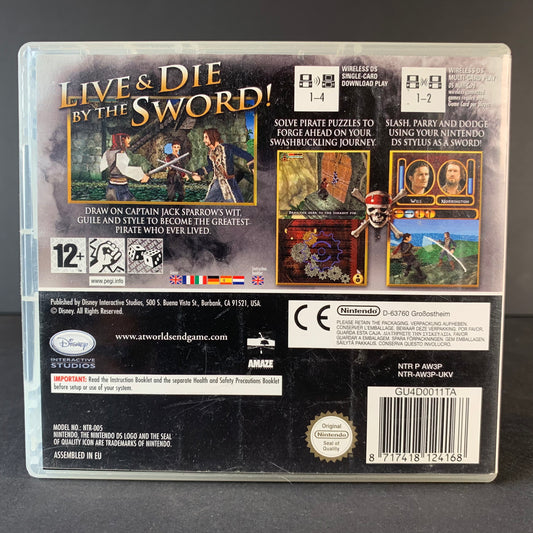 LIVE & DIE
BY THE SWORD!
WIRELESS DS
SINGLE-CARD
DOWNLOAD PLAY
1-4
WIRELESS DS
MULTI-CARD PLAY
1-2
SOLVE PIRATE PUZZLES TO
FORGE AHEAD ON YOUR
SWASHBUCKLING JOURNEY.
SLASH, PARRY AND DODGE
USING YOUR NINTENDO
DS STYLUS AS A SWORD!
WILL
NORRINGTON
DRAW ON CAPTAIN JACK SPARROW'S WIT,
GUILE AND STYLE TO BECOME THE GREATEST
PIRATE WHO EVER LIVED.
12+
www.pegi.info
Published by Disney Interactive Studios, 500 S. Buena Vista St., Burbank, CA 91521, USA.
© Disney. All Rights Reserved.
Disney
INTERACTIVE
STUDIOS
www.atworldsendgame.com
AMAZE
IMPORTANT: Read the Instruction Booklet and the separate Health and Safety Precautions Booklet
before setup or use of your system.
CE
Nintendo
D-63760 Großostheim
PLEASE RETAIN THE PACKAGING. VERPACKUNG AUFHEBEN.
CONSERVER L'EMBALLAGE. BEWAAR DEZE VERPAKKING. POR FAVOR,
NTR P AW3P
NTR-AW3P-UKV
GU4D0011TA
MODEL NO.: NTR-005
NINTENDO, THE NINTENDO DS LOGO AND THE SEAL
OF QUALITY ICON ARE TRADEMARKS OF NINTENDO.
ASSEMBLED IN EU
Original
Nintendo
Seal of
Quality
8 717418 124168